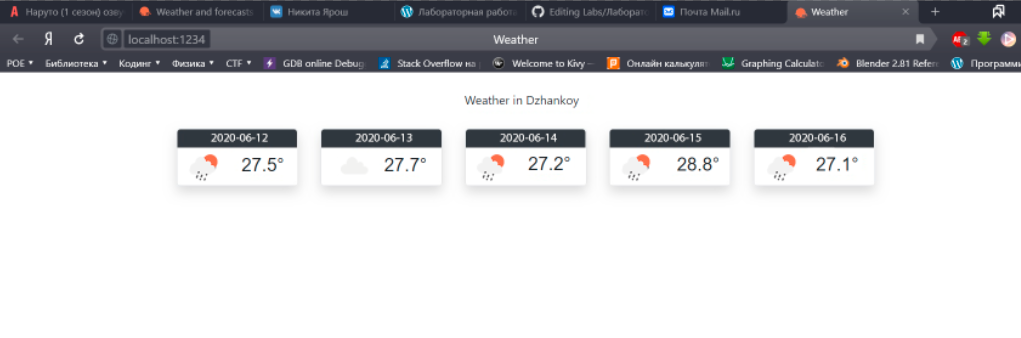 Наруто (1 сезон) озву Weather and forecasts Никита Ярош Лабораторная работа Editing Labs/Лаборато Почта Mail.ru Weather
Я localhost:1234 Weather
POE Библиотека Кодинг Физика CTF GDB online Debug Stack Overflow на Welcome to Kivy — Онлайн калькулят Graphing Calculato Blender 2.81 Refere Программи
Weather in Dzhankoy
2020-06-12 2020-06-13 2020-06-14 2020-06-15 2020-06-16
27.5° 27.7° 27.2° 28.8° 27.1°